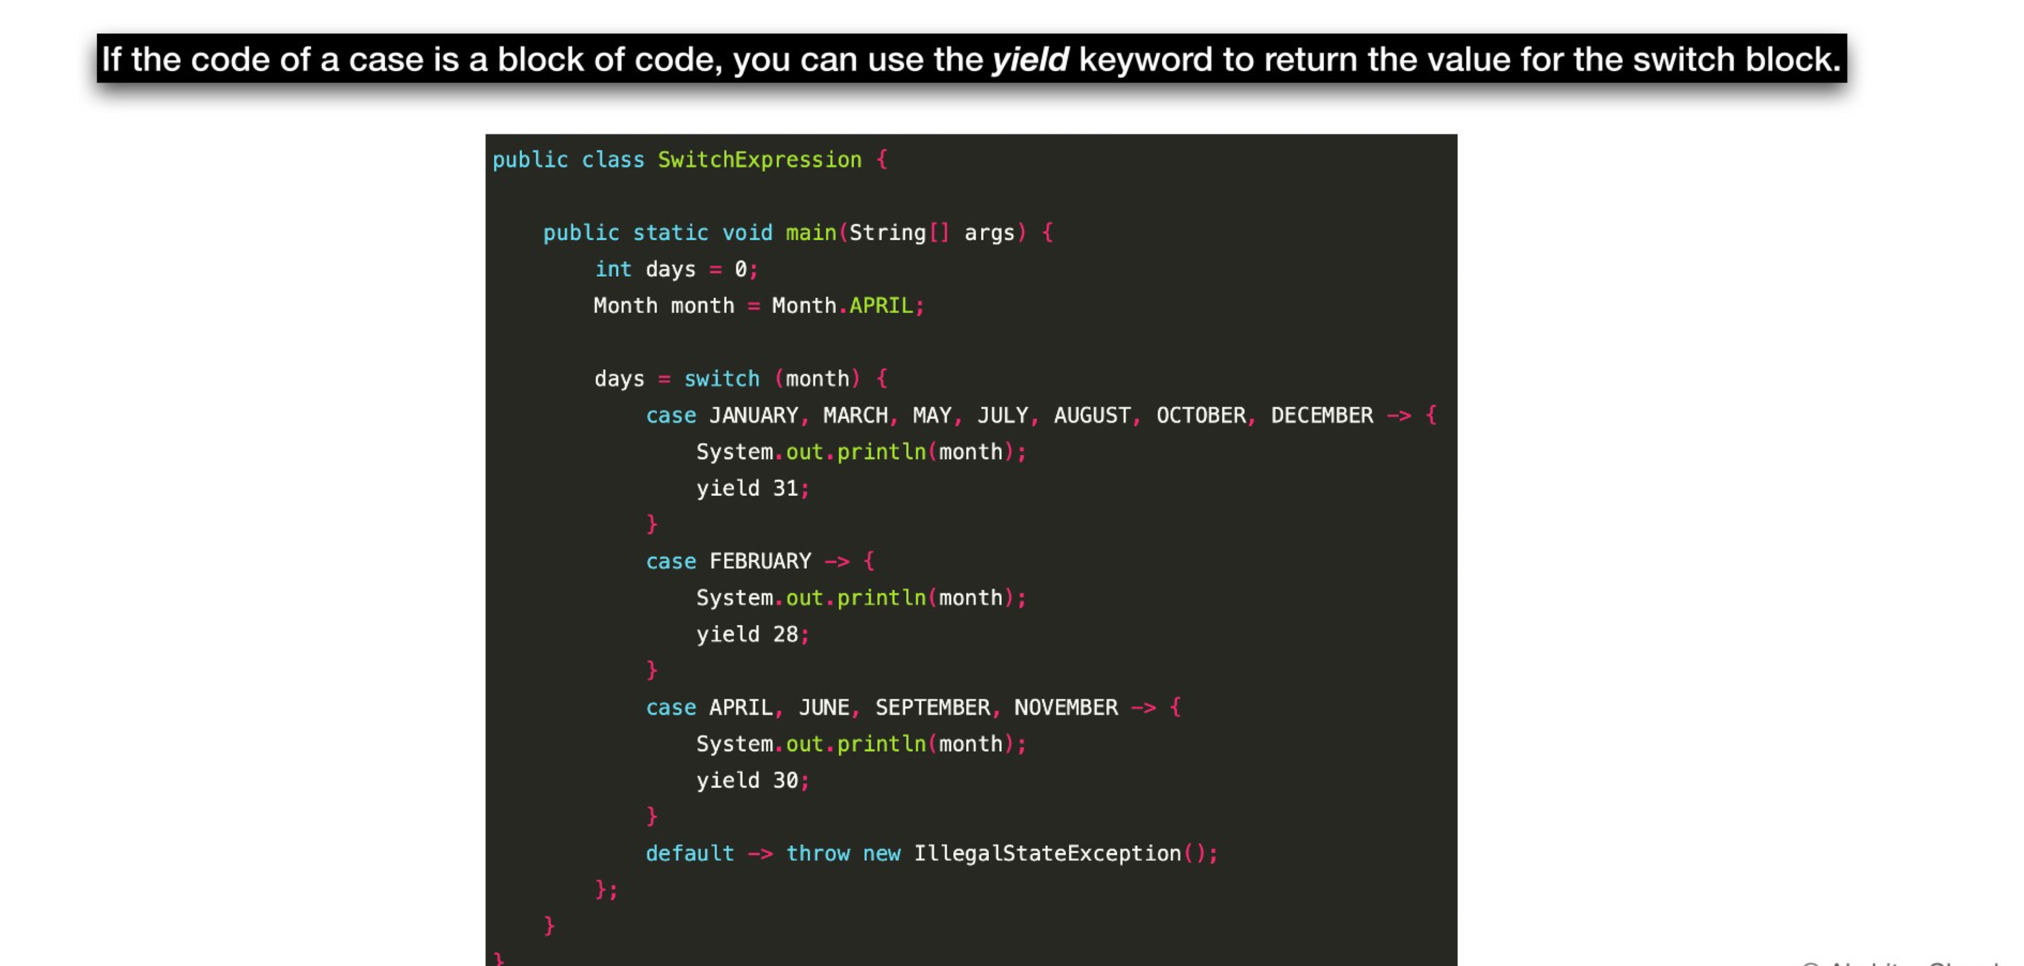 If the code of a case is a block of code, you can use the yield keyword to return the value for the switch block.
public class SwitchExpression {
public static void main(String[] args) {
int days = 0;
Month month = Month.APRIL;
days = switch (month) {
case JANUARY, MARCH, MAY, JULY, AUGUST, OCTOBER, DECEMBER -> {
System.out.println(month);
yield 31;
}
case FEBRUARY -> {
System.out.println(month);
yield 28;
}
case APRIL, JUNE, SEPTEMBER, NOVEMBER -> {
System.out.println(month);
yield 30;
}
default -> throw new IllegalStateException();
};
}
}